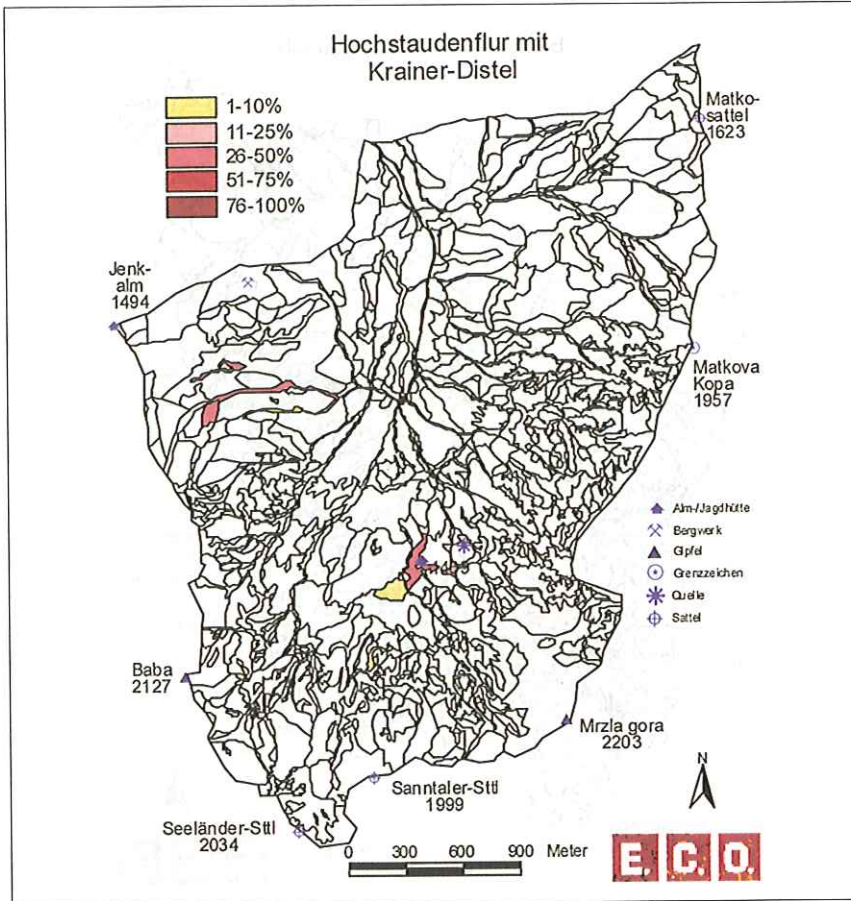 Hochstaudenflur mit
Krainer-Distel
1-10%
11-25%
26-50%
51-75%
76-100%
Matko-
sattel
1623
Jenk-
alm
1494
Matkova
Kopa
1957
Alm-/Jagdhütte
Bergwerk
Gipfel
Grenzzeichen
Quelle
Sattel
Baba
2127
Mrzla gora
2203
N
Sanntaler-Sttl
1999
Seeländer-Sttl
2034
0 300 600 900 Meter
E. C. O.